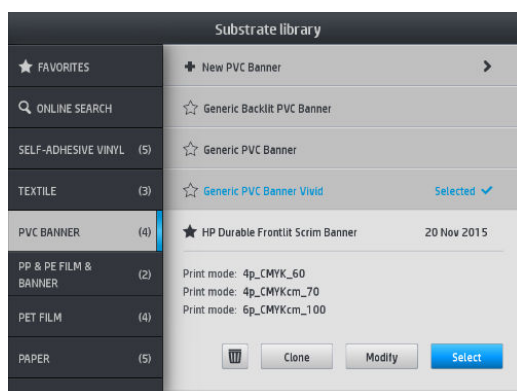 Substrate library
FAVORITES
ONLINE SEARCH
SELF-ADHESIVE VINYL (5)
TEXTILE (3)
PVC BANNER (4)
PP & PE FILM &
BANNER (2)
PET FILM (4)
PAPER (5)
New PVC Banner
Generic Backlit PVC Banner
Generic PVC Banner
Generic PVC Banner Vivid Selected
HP Durable Frontlit Scrim Banner 20 Nov 2015
Print mode: 4p_CMYK_60
Print mode: 4p_CMYKcm_70
Print mode: 6p_CMYKcm_100
Clone Modify Select